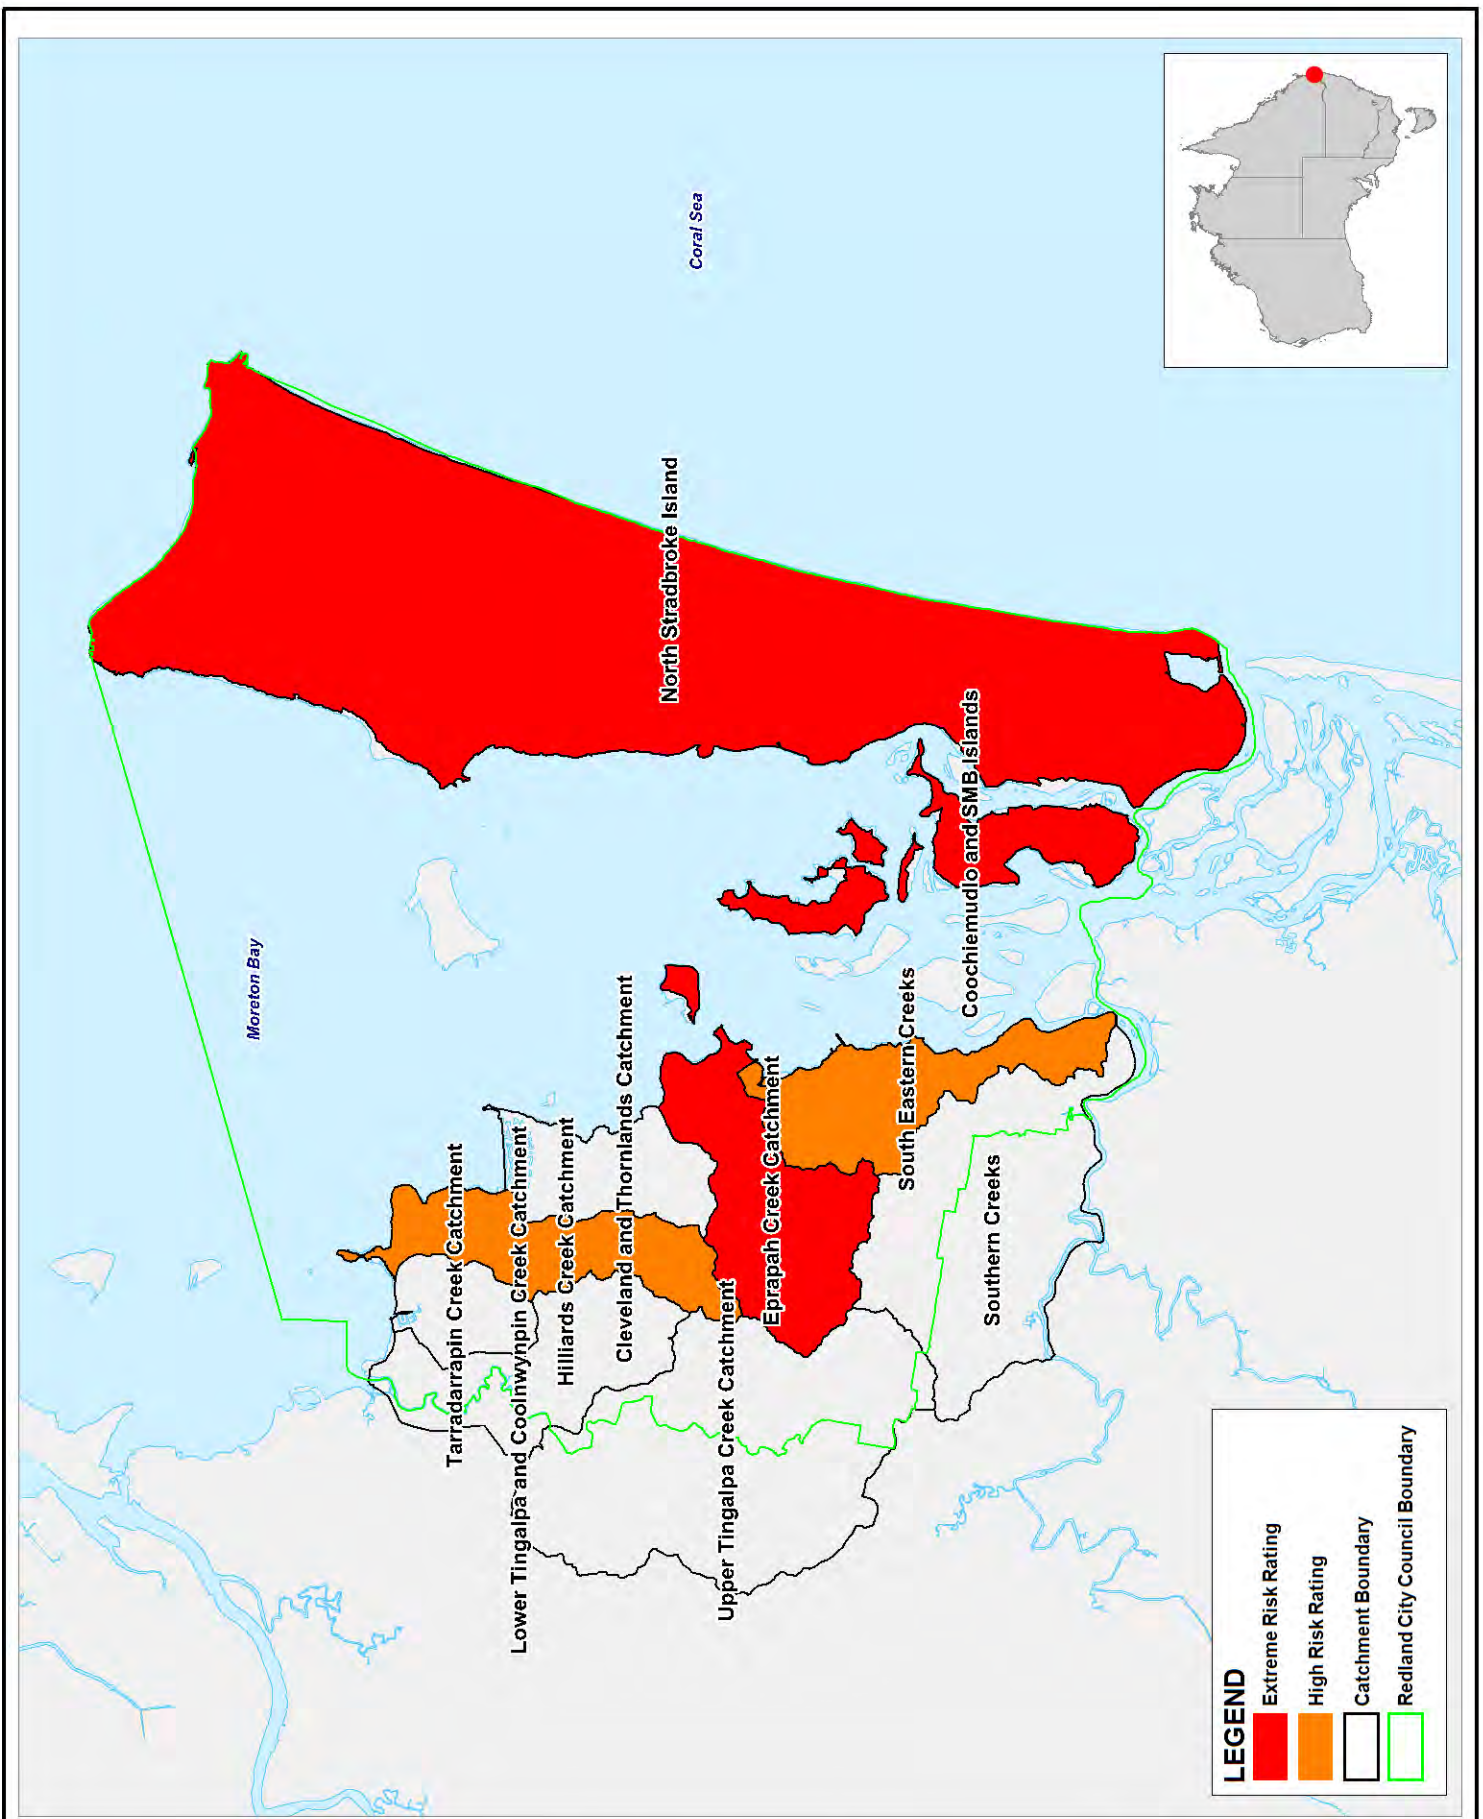 Coral Sea
Moreton Bay
North Stradbroke Island
Coochiemudlo and SMB Islands
Tarradarrapin Creek Catchment
Lower Tingalpa and Coolnwynpin Creek Catchment
Hilliards Creek Catchment
Cleveland and Thornlands Catchment
Upper Tingalpa Creek Catchment
Eprapah Creek Catchment
South Eastern Creeks
Southern Creeks
LEGEND
Extreme Risk Rating
High Risk Rating
Catchment Boundary
Redland City Council Boundary